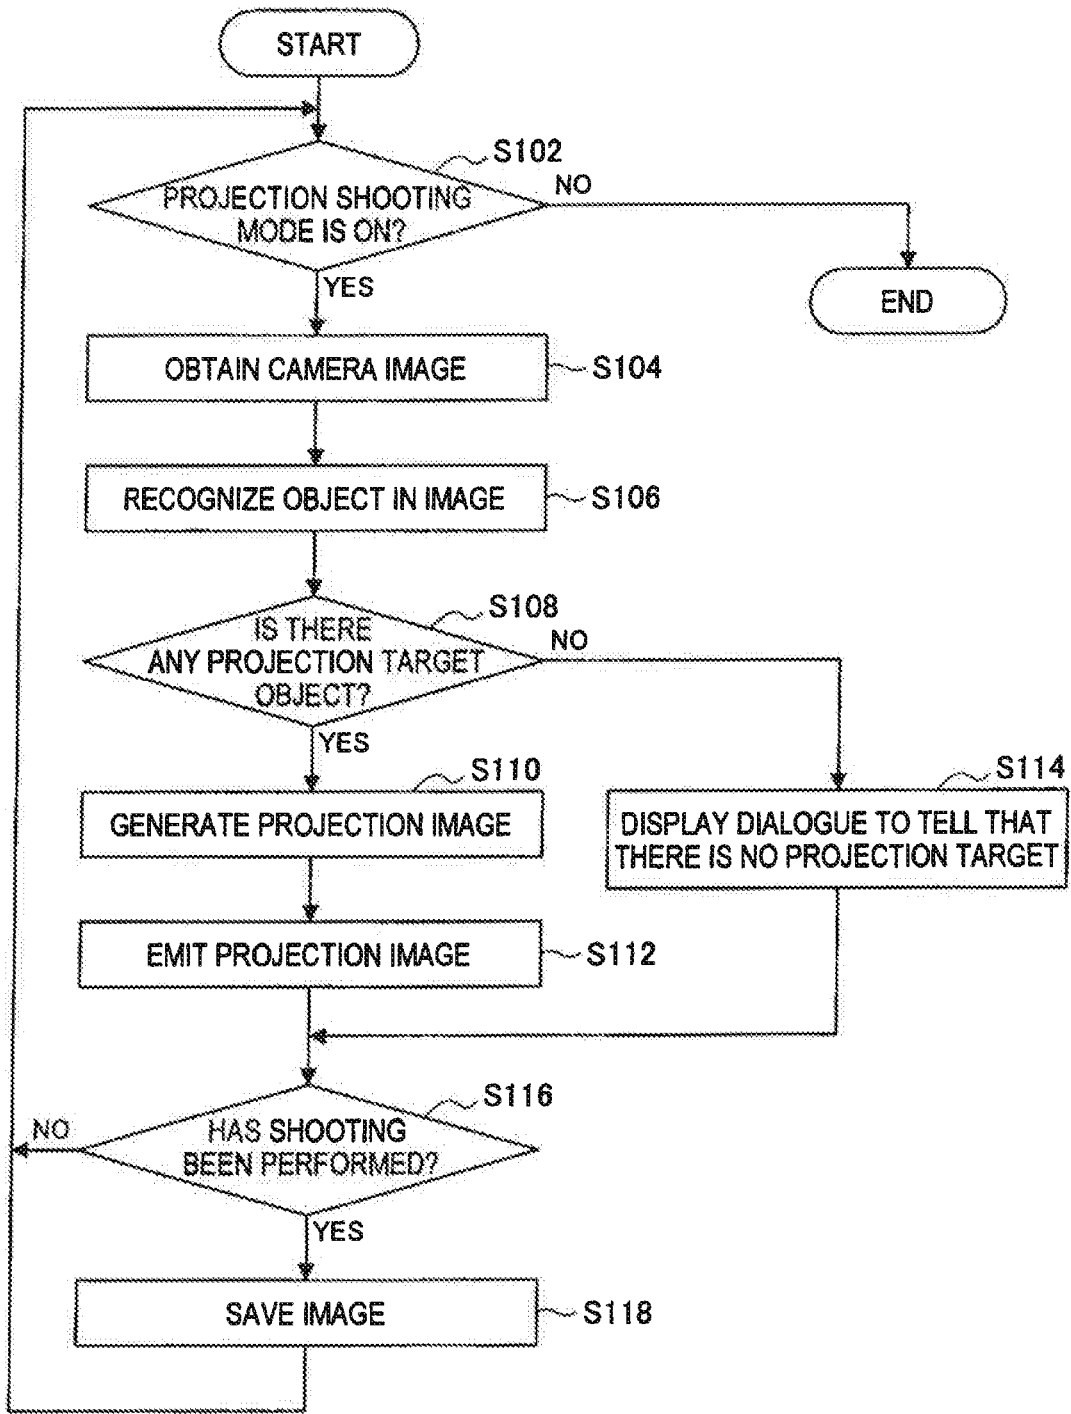 START
S102
PROJECTION SHOOTING
MODE IS ON?
NO
YES
END
OBTAIN CAMERA IMAGE
S104
RECOGNIZE OBJECT IN IMAGE
S106
S108
IS THERE
ANY PROJECTION TARGET
OBJECT?
NO
YES
S110
GENERATE PROJECTION IMAGE
S114
DISPLAY DIALOGUE TO TELL THAT
THERE IS NO PROJECTION TARGET
EMIT PROJECTION IMAGE
S112
S116
HAS SHOOTING
BEEN PERFORMED?
NO
YES
SAVE IMAGE
S118